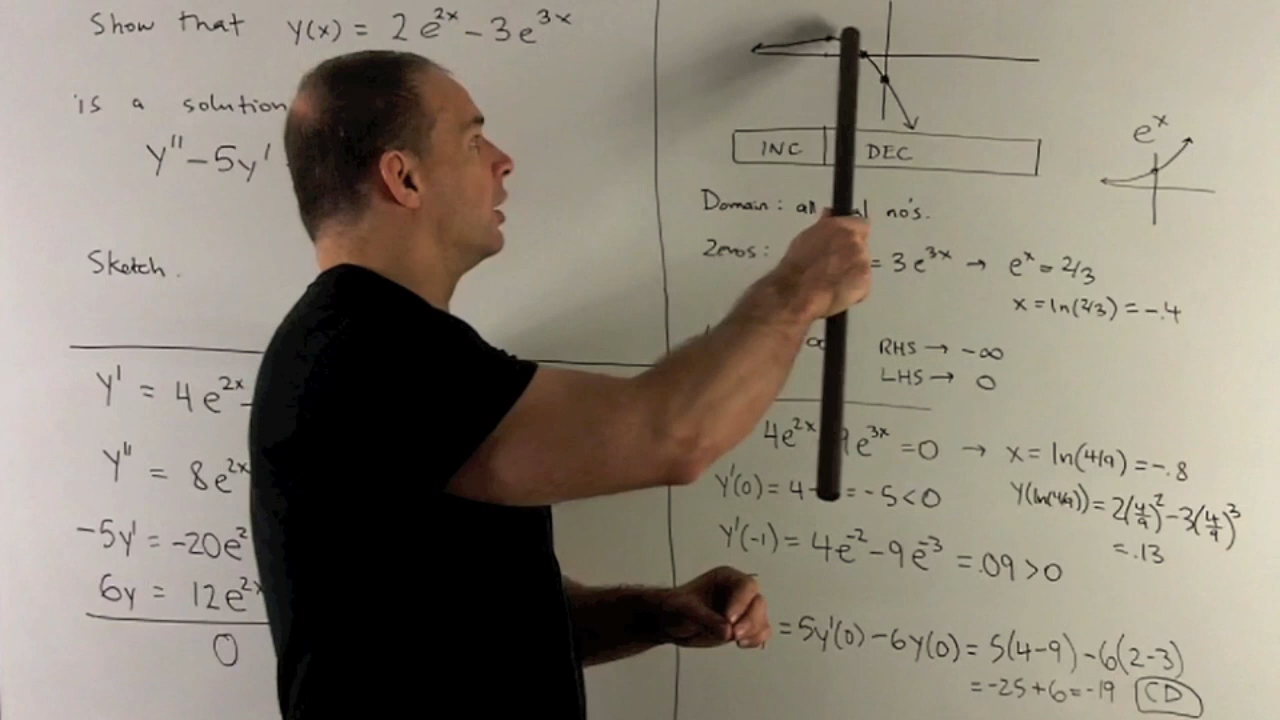 Show that y(x) = 2e^{2x} - 3e^{3x}
is a solution
y'' - 5y'
Sketch.
y' = 4e^{2x} -
y'' = 8e^{2x}
-5y' = -20e^{2
6y = 12e^{2x}
0
INC DEC
e^x
Domain: all no's.
Zeros: = 3e^{3x} → e^x = 2/3
x = ln(2/3) = -.4
∞ RHS → -∞
LHS → 0
4e^{2x} 9e^{3x} = 0 → x = ln(4/9) = -.8
y'(0) = 4 - = -5 < 0
y(ln(4/9)) = 2(4/9)^2 - 3(4/9)^3
= .13
y'(-1) = 4e^{-2} - 9e^{-3} = .09 > 0
= 5y'(0) - 6y(0) = 5(4-9) - 6(2-3)
= -25 + 6 = -19 CD